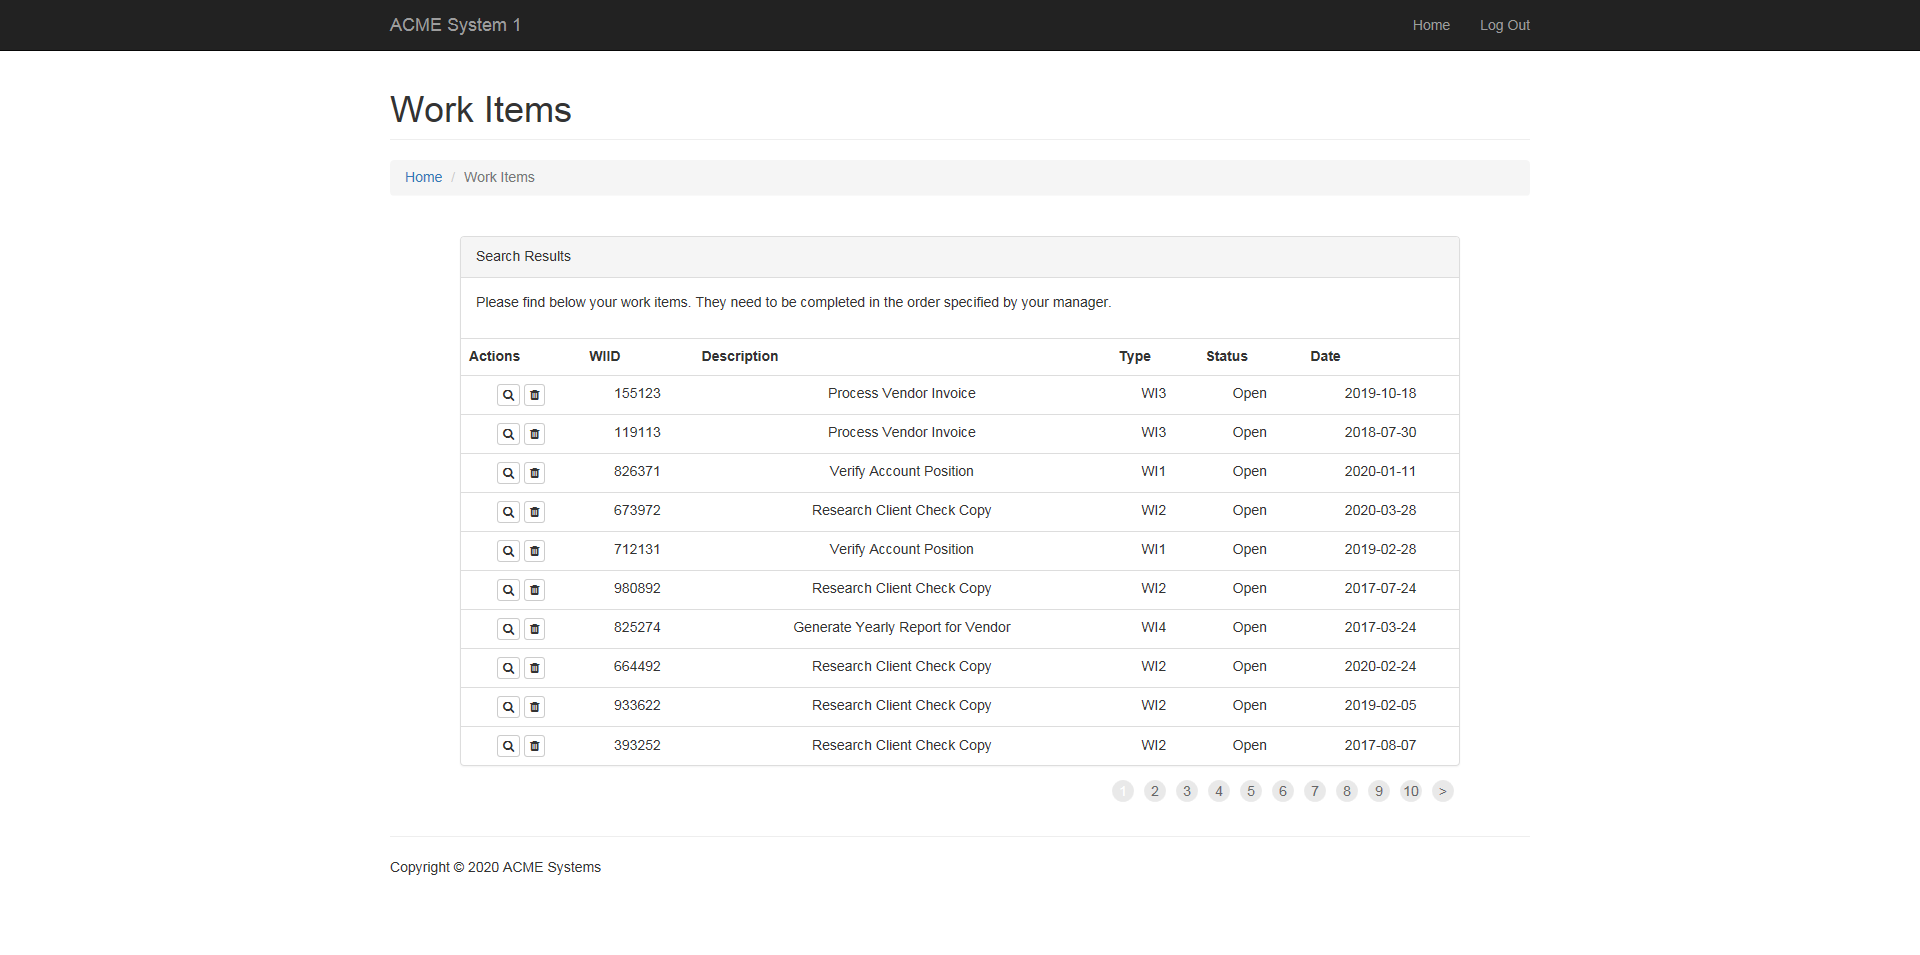 ACME System 1 Home Log Out
Work Items
Home / Work Items
Search Results
Please find below your work items. They need to be completed in the order specified by your manager.
Actions WIID Description Type Status Date
155123 Process Vendor Invoice WI3 Open 2019-10-18
119113 Process Vendor Invoice WI3 Open 2018-07-30
826371 Verify Account Position WI1 Open 2020-01-11
673972 Research Client Check Copy WI2 Open 2020-03-28
712131 Verify Account Position WI1 Open 2019-02-28
980892 Research Client Check Copy WI2 Open 2017-07-24
825274 Generate Yearly Report for Vendor WI4 Open 2017-03-24
664492 Research Client Check Copy WI2 Open 2020-02-24
933622 Research Client Check Copy WI2 Open 2019-02-05
393252 Research Client Check Copy WI2 Open 2017-08-07
1 2 3 4 5 6 7 8 9 10 >
Copyright © 2020 ACME Systems